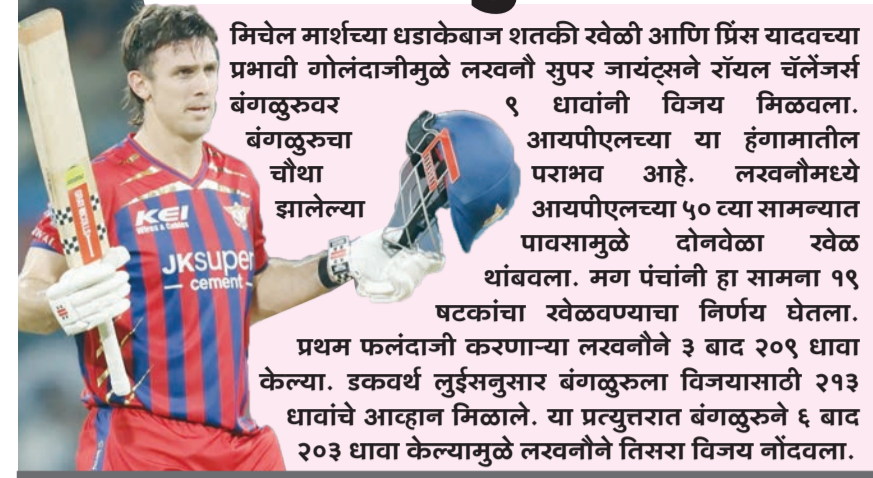 मिचेल मार्शच्या धडाकेबाज शतकी खेळी आणि प्रिंस यादवच्या
प्रभावी गोलंदाजीमुळे लखनौ सुपर जायंट्सने रॉयल चॅलेंजर्स
बंगळुरुवर ९ धावांनी विजय मिळवला.
बंगळुरुचा आयपीएलच्या या हंगामातील
चौथा पराभव आहे. लखनौमध्ये
झालेल्या आयपीएलच्या ५० व्या सामन्यात
पावसामुळे दोनवेळा खेळ
थांबवला. मग पंचांनी हा सामना १९
षटकांचा खेळवण्याचा निर्णय घेतला.
प्रथम फलंदाजी करणाऱ्या लखनौने ३ बाद २०९ धावा
केल्या. डकवर्थ लुईसनुसार बंगळुरुला विजयासाठी २१३
धावांचे आव्हान मिळाले. या प्रत्युत्तरात बंगळुरुने ६ बाद
२०३ धावा केल्यामुळे लखनौने तिसरा विजय नोंदवला.
KEI
Wires & Cables
JKsuper
cement